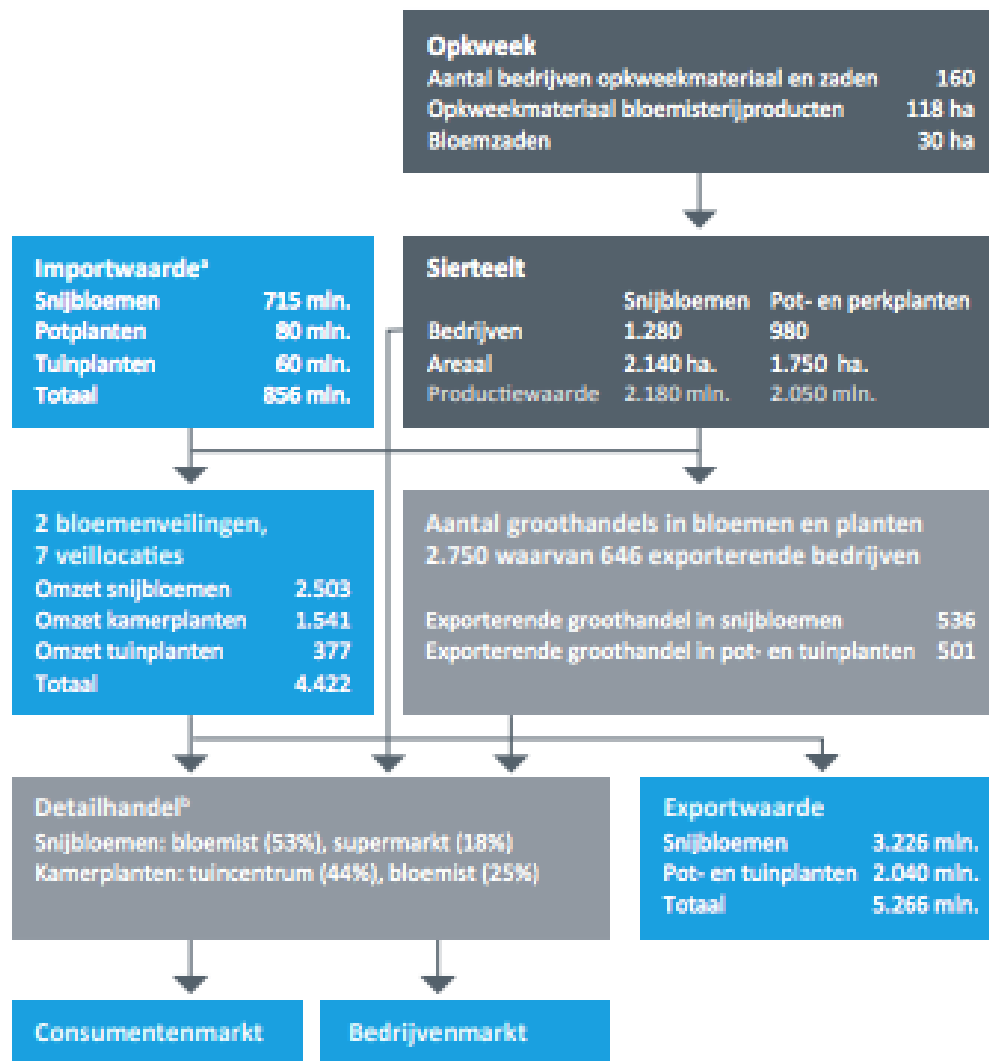 Opkweek
Aantal bedrijven opkweekmateriaal en zaden 160
Opkweekmateriaal bloemisterijproducten 118 ha
Bloemzaden 30 ha
Importwaardeᵃ
Snijbloemen 715 mln.
Potplanten 80 mln.
Tuinplanten 60 mln.
Totaal 856 mln.
Sierteelt
Snijbloemen Pot- en perkplanten
Bedrijven 1.280 980
Areaal 2.140 ha. 1.750 ha.
Productiewaarde 2.180 mln. 2.050 mln.
2 bloemenveilingen,
7 veillocaties
Omzet snijbloemen 2.503
Omzet kamerplanten 1.541
Omzet tuinplanten 377
Totaal 4.422
Aantal groothandels in bloemen en planten
2.750 waarvan 646 exporterende bedrijven
Exporterende groothandel in snijbloemen 536
Exporterende groothandel in pot- en tuinplanten 501
Detailhandelᵇ
Snijbloemen: bloemist (53%), supermarkt (18%)
Kamerplanten: tuincentrum (44%), bloemist (25%)
Exportwaarde
Snijbloemen 3.226 mln.
Pot- en tuinplanten 2.040 mln.
Totaal 5.266 mln.
Consumentenmarkt
Bedrijvenmarkt